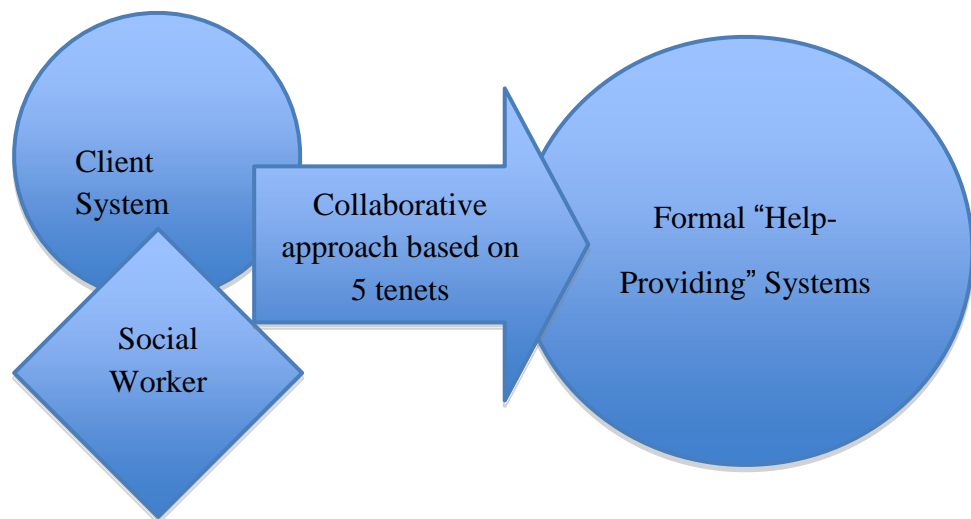 Client
System
Social
Worker
Collaborative
approach based on
5 tenets
Formal “Help-
Providing” Systems